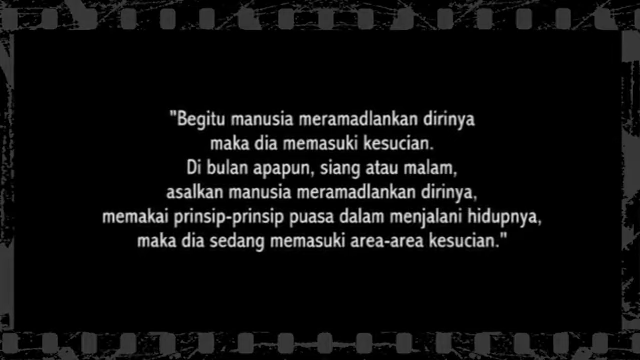 "Begitu manusia meramadlankan dirinya
maka dia memasuki kesucian.
Di bulan apapun, siang atau malam,
asalkan manusia meramadlankan dirinya,
memakai prinsip-prinsip puasa dalam menjalani hidupnya,
maka dia sedang memasuki area-area kesucian."